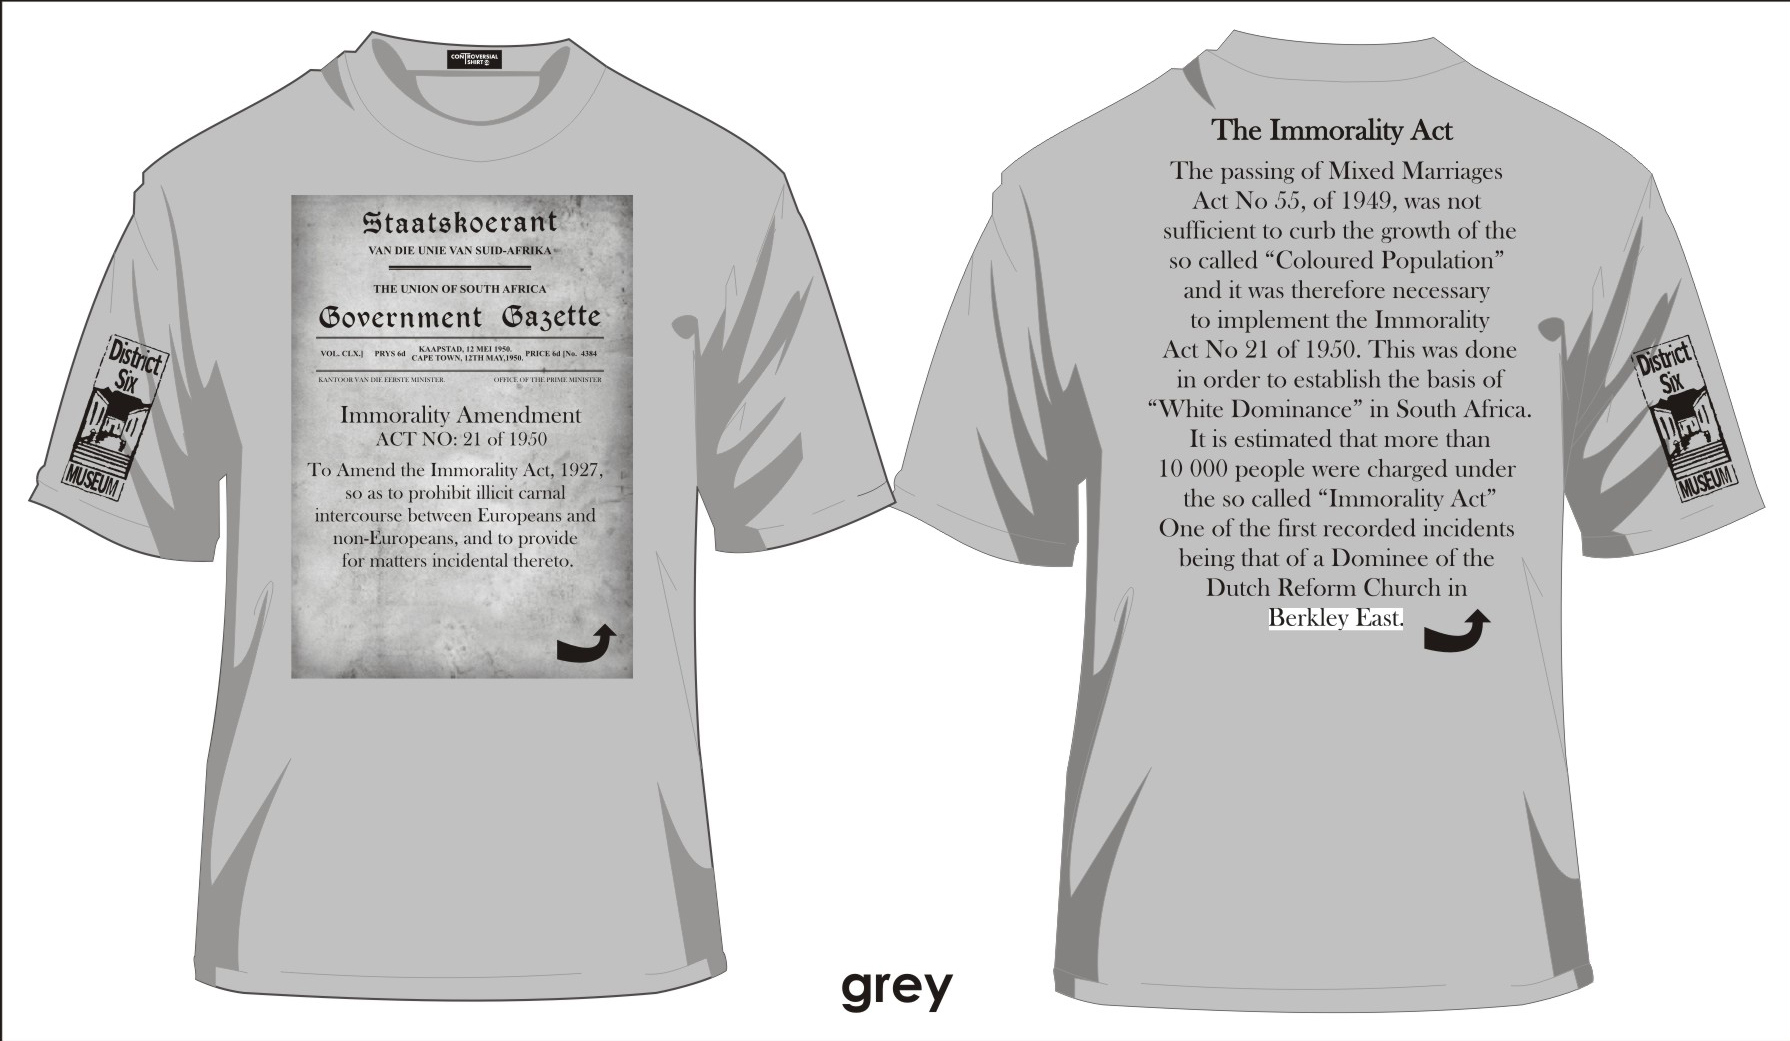 CONTROVERSIAL
TSHIRT
Staatskoerant
VAN DIE UNIE VAN SUID-AFRIKA
THE UNION OF SOUTH AFRICA
Government Gazette
VOL. CLX.] PRYS 6d KAAPSTAD, 12 MEI 1950. PRICE 6d [No. 4384
CAPE TOWN, 12TH MAY,1950.
KANTOOR VAN DIE EERSTE MINISTER. OFFICE OF THE PRIME MINISTER
Immorality Amendment
ACT NO: 21 of 1950
To Amend the Immorality Act, 1927,
so as to prohibit illicit carnal
intercourse between Europeans and
non-Europeans, and to provide
for matters incidental thereto.
District
Six
MUSEUM
The Immorality Act
The passing of Mixed Marriages
Act No 55, of 1949, was not
sufficient to curb the growth of the
so called “Coloured Population”
and it was therefore necessary
to implement the Immorality
Act No 21 of 1950. This was done
in order to establish the basis of
“White Dominance” in South Africa.
It is estimated that more than
10 000 people were charged under
the so called “Immorality Act”
One of the first recorded incidents
being that of a Dominee of the
Dutch Reform Church in
Berkley East.
District
Six
MUSEUM
grey